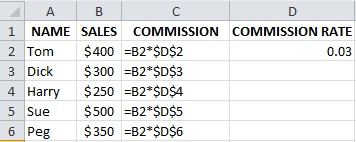 A B C D
1 NAME SALES COMMISSION COMMISSION RATE
2 Tom $400 =B2*$D$2 0.03
3 Dick $300 =B2*$D$3
4 Harry $250 =B2*$D$4
5 Sue $500 =B2*$D$5
6 Peg $350 =B2*$D$6